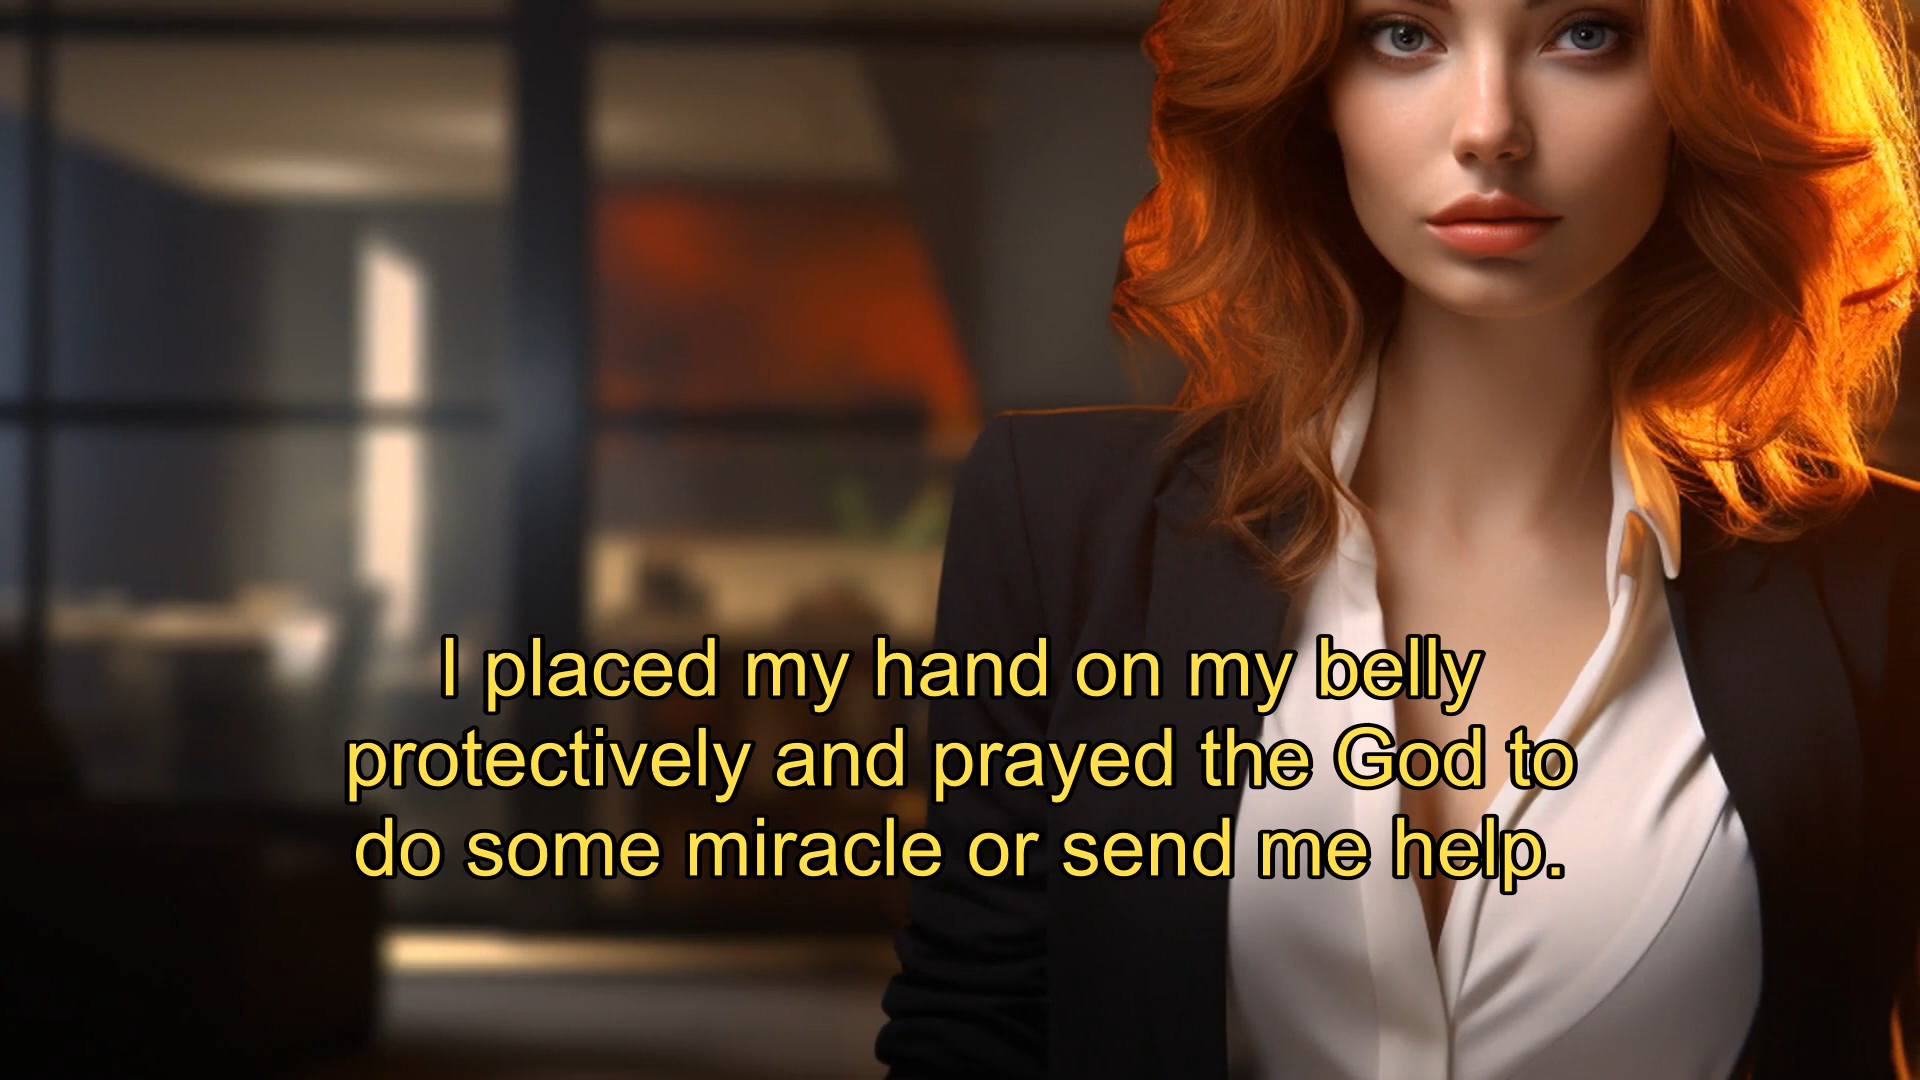 I placed my hand on my belly
protectively and prayed the God to
do some miracle or send me help.